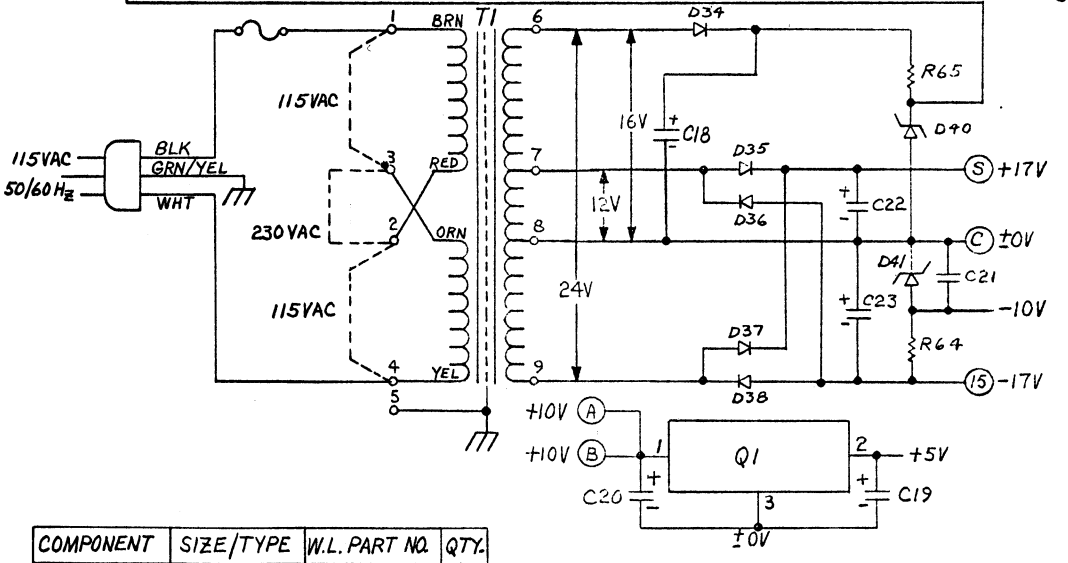 1 T1 6 D34
BRN
R65
115VAC
16V + C18 -
D40
BLK
115VAC
GRN/YEL
50/60 HZ
WHT
3 RED 7 D35
S +17V
12V D36 + C22 -
230VAC 2 ORN 8
C ±0V
D41 C21
24V
115VAC
+ C23 -
-10V
D37
R64
4 YEL 9
D38
15 -17V
5
+10V A
+10V B 1 Q1 2 +5V
C20 + - 3 + - C19
±0V
COMPONENT SIZE/TYPE W.L. PART NO. QTY.